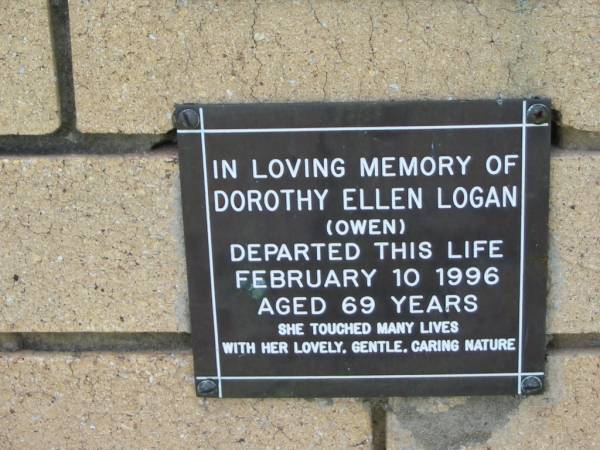 IN LOVING MEMORY OF
DOROTHY ELLEN LOGAN
(OWEN)
DEPARTED THIS LIFE
FEBRUARY 10 1996
AGED 69 YEARS
SHE TOUCHED MANY LIVES
WITH HER LOVELY, GENTLE, CARING NATURE